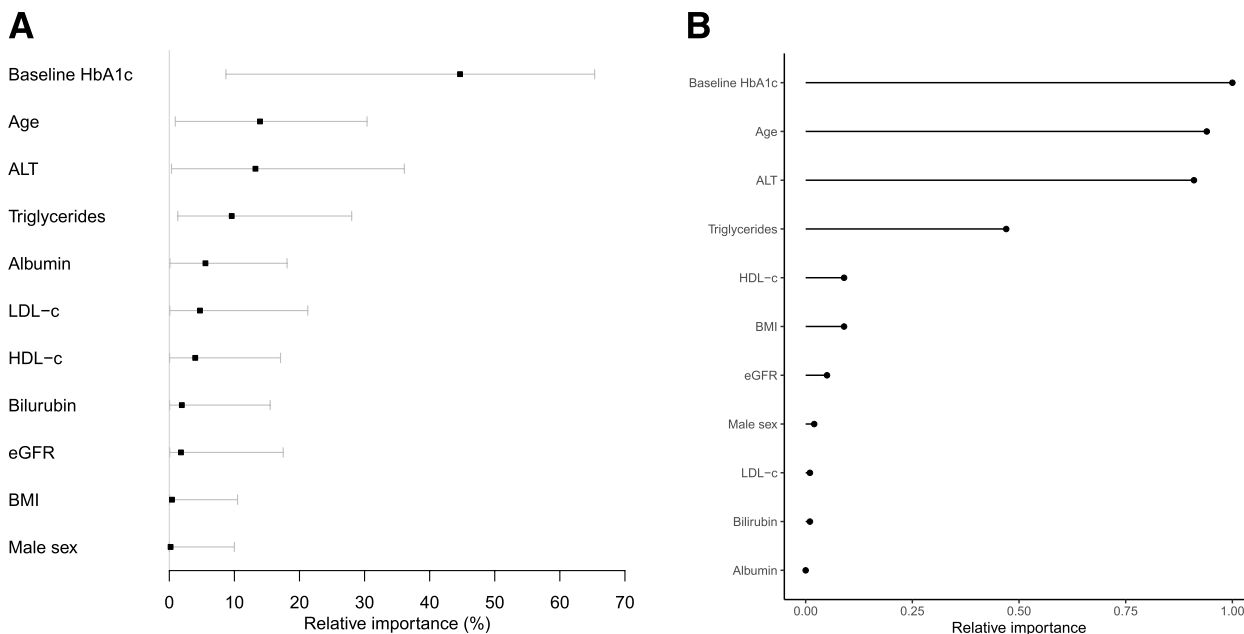 A
Baseline HbA1c
Age
ALT
Triglycerides
Albumin
LDL−c
HDL−c
Bilurubin
eGFR
BMI
Male sex
0 10 20 30 40 50 60 70
Relative importance (%)
B
Baseline HbA1c
Age
ALT
Triglycerides
HDL−c
BMI
eGFR
Male sex
LDL−c
Bilirubin
Albumin
0.00 0.25 0.50 0.75 1.00
Relative importance